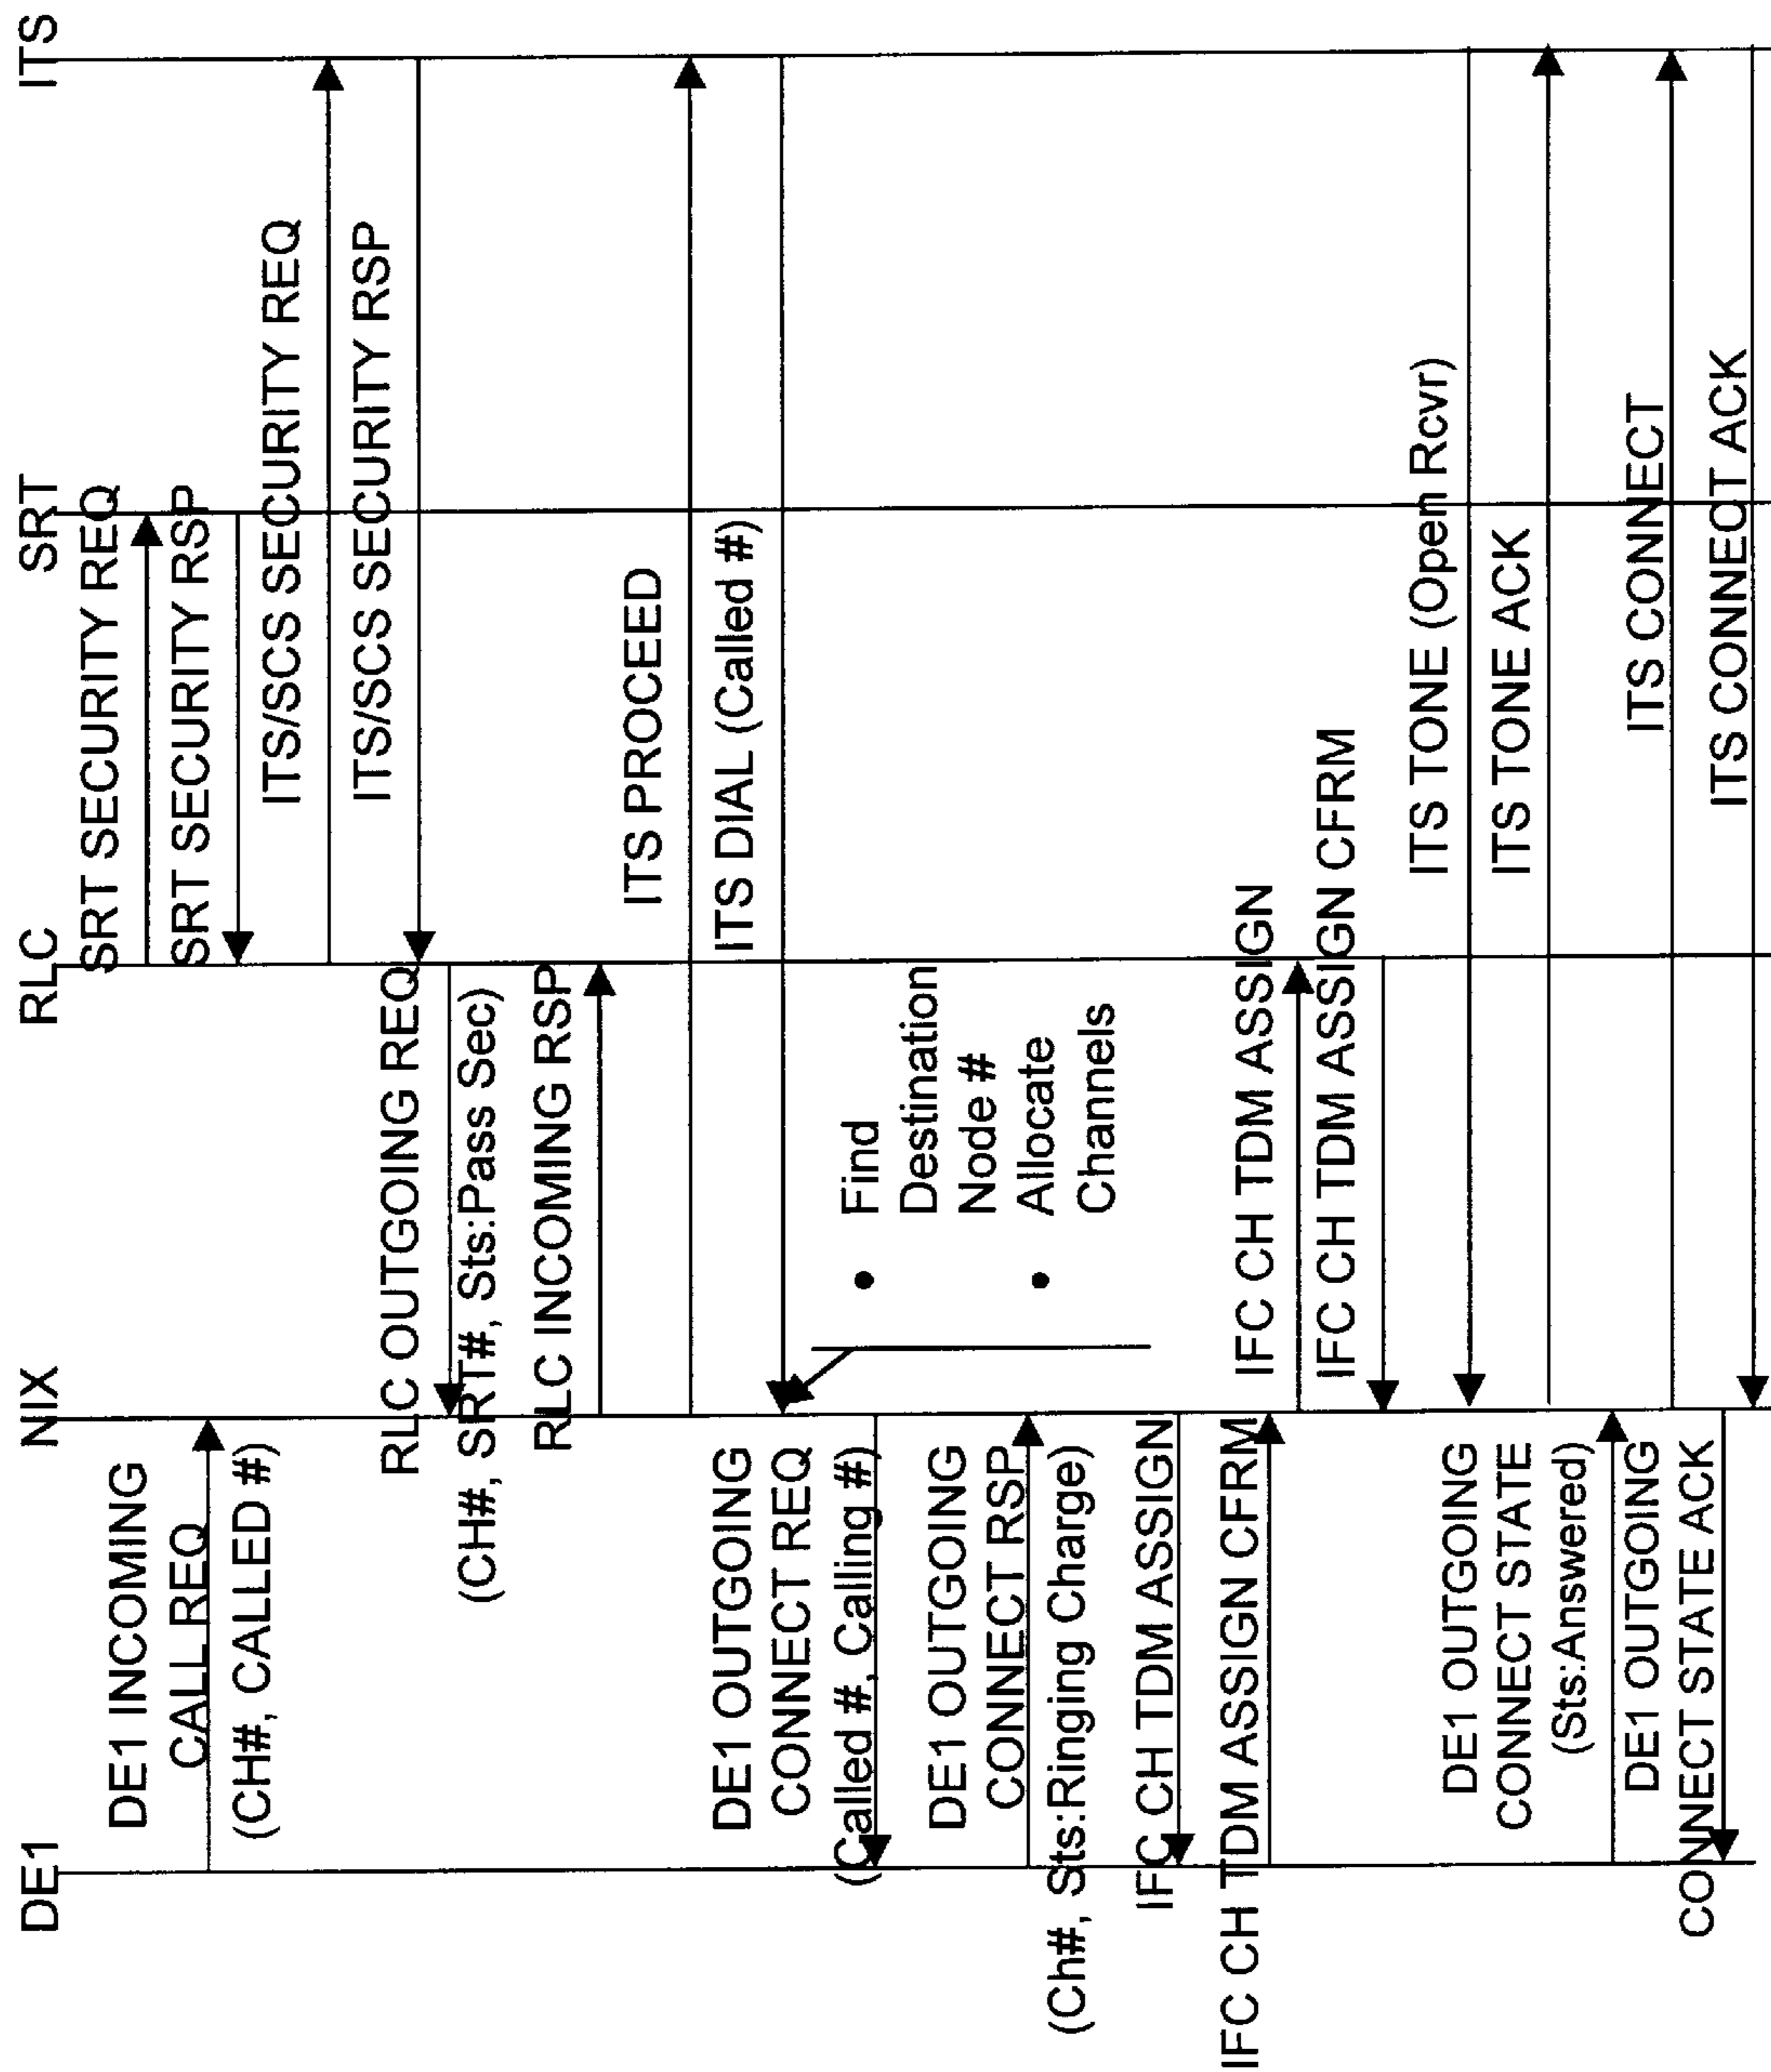 DE1
NIX
RLC
SRT
ITS
SRT SECURITY REQ
DE1 INCOMING
CALL REQ
(CH#, CALLED #)
SRT SECURITY RSP
ITS/SCS SECURITY REQ
ITS/SCS SECURITY RSP
RLC OUTGOING REQ
(CH#, SRT#, Sts:Pass Sec)
RLC INCOMING RSP
ITS PROCEED
ITS DIAL (Called #)
DE1 OUTGOING
CONNECT REQ
(Called #, Calling #)
• Find
Destination
Node #
• Allocate
Channels
DE1 OUTGOING
CONNECT RSP
(Ch#, Sts:Ringing Charge)
IFC CH TDM ASSIGN
IFC CH TDM ASSIGN CFRM
IFC CH TDM ASSIGN
IFC CH TDM ASSIGN CFRM
ITS TONE (Open Rcvr)
ITS TONE ACK
DE1 OUTGOING
CONNECT STATE
(Sts:Answered)
ITS CONNECT
DE1 OUTGOING
CONNECT STATE ACK
ITS CONNECT ACK